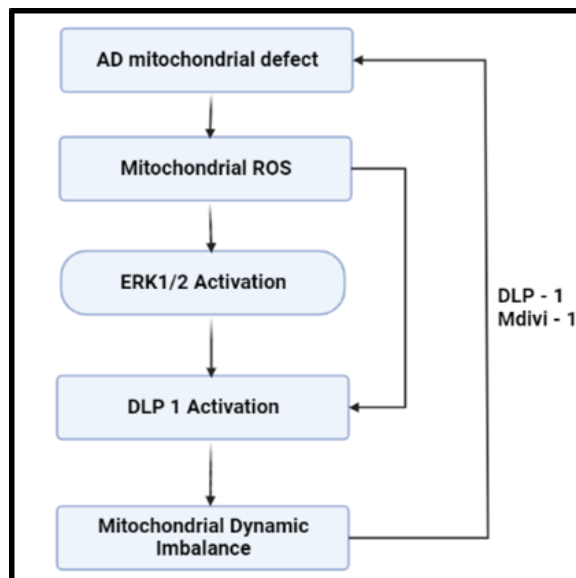 AD mitochondrial defect
Mitochondrial ROS
ERK1/2 Activation
DLP - 1
Mdivi - 1
DLP 1 Activation
Mitochondrial Dynamic
Imbalance